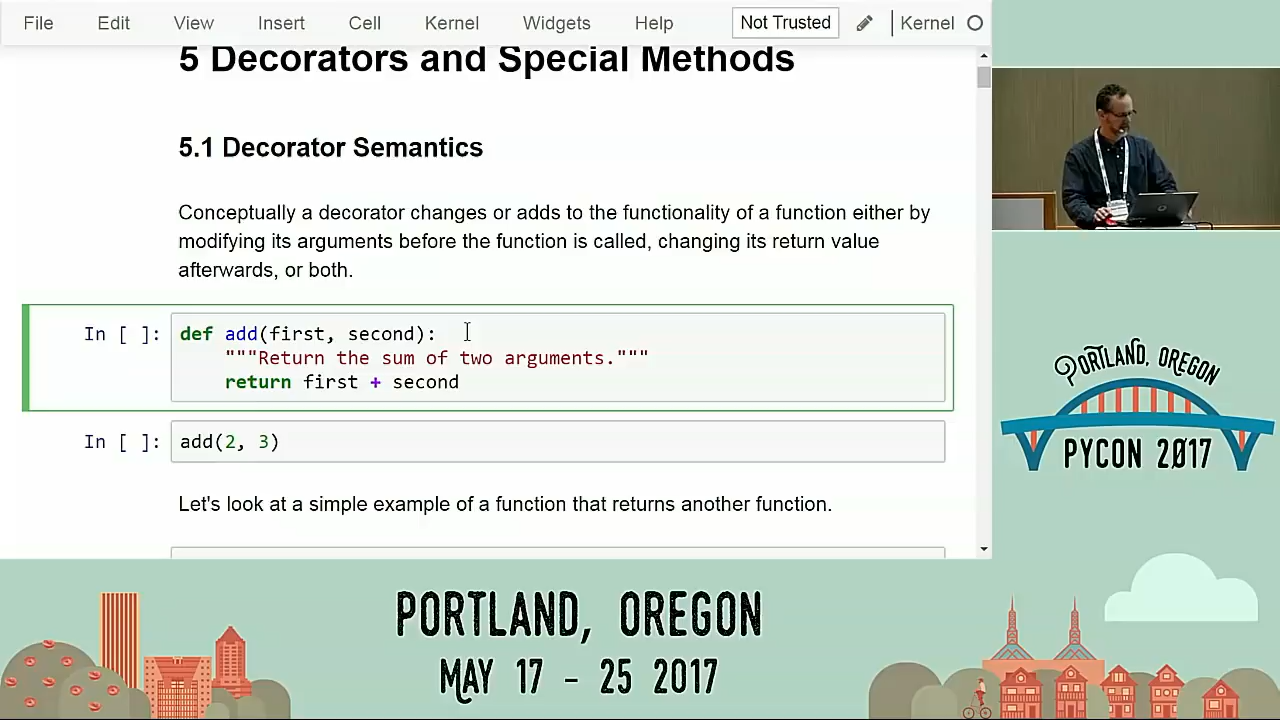 File Edit View Insert Cell Kernel Widgets Help Not Trusted Kernel
5 Decorators and Special Methods
5.1 Decorator Semantics
Conceptually a decorator changes or adds to the functionality of a function either by
modifying its arguments before the function is called, changing its return value
afterwards, or both.
In [ ]: def add(first, second):
"""Return the sum of two arguments."""
return first + second
In [ ]: add(2, 3)
Let's look at a simple example of a function that returns another function.
PORTLAND, OREGON
PYCON 2017
PORTLAND, OREGON
MAY 17 - 25 2017